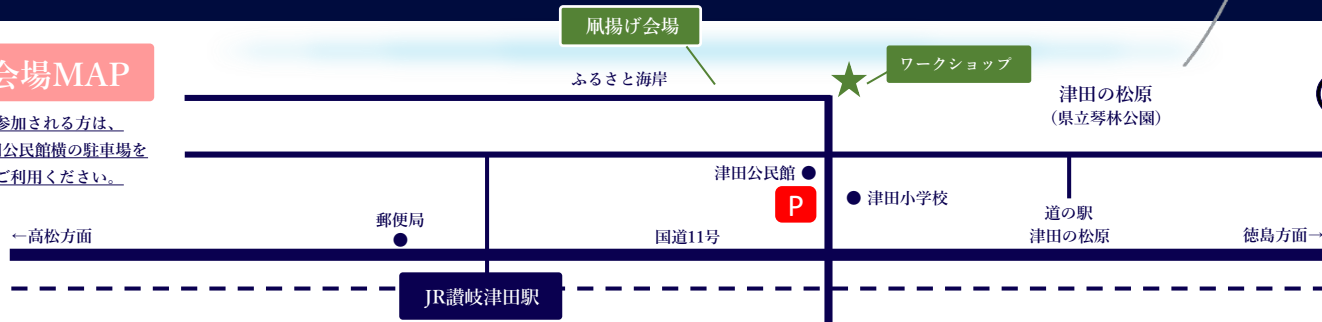 凧揚げ会場
会場MAP
参加される方は、
公民館横の駐車場を
ご利用ください。
ふるさと海岸
ワークショップ
津田の松原
（県立琴林公園）
津田公民館
P
津田小学校
郵便局
道の駅
津田の松原
←高松方面
国道11号
徳島方面→
JR讃岐津田駅